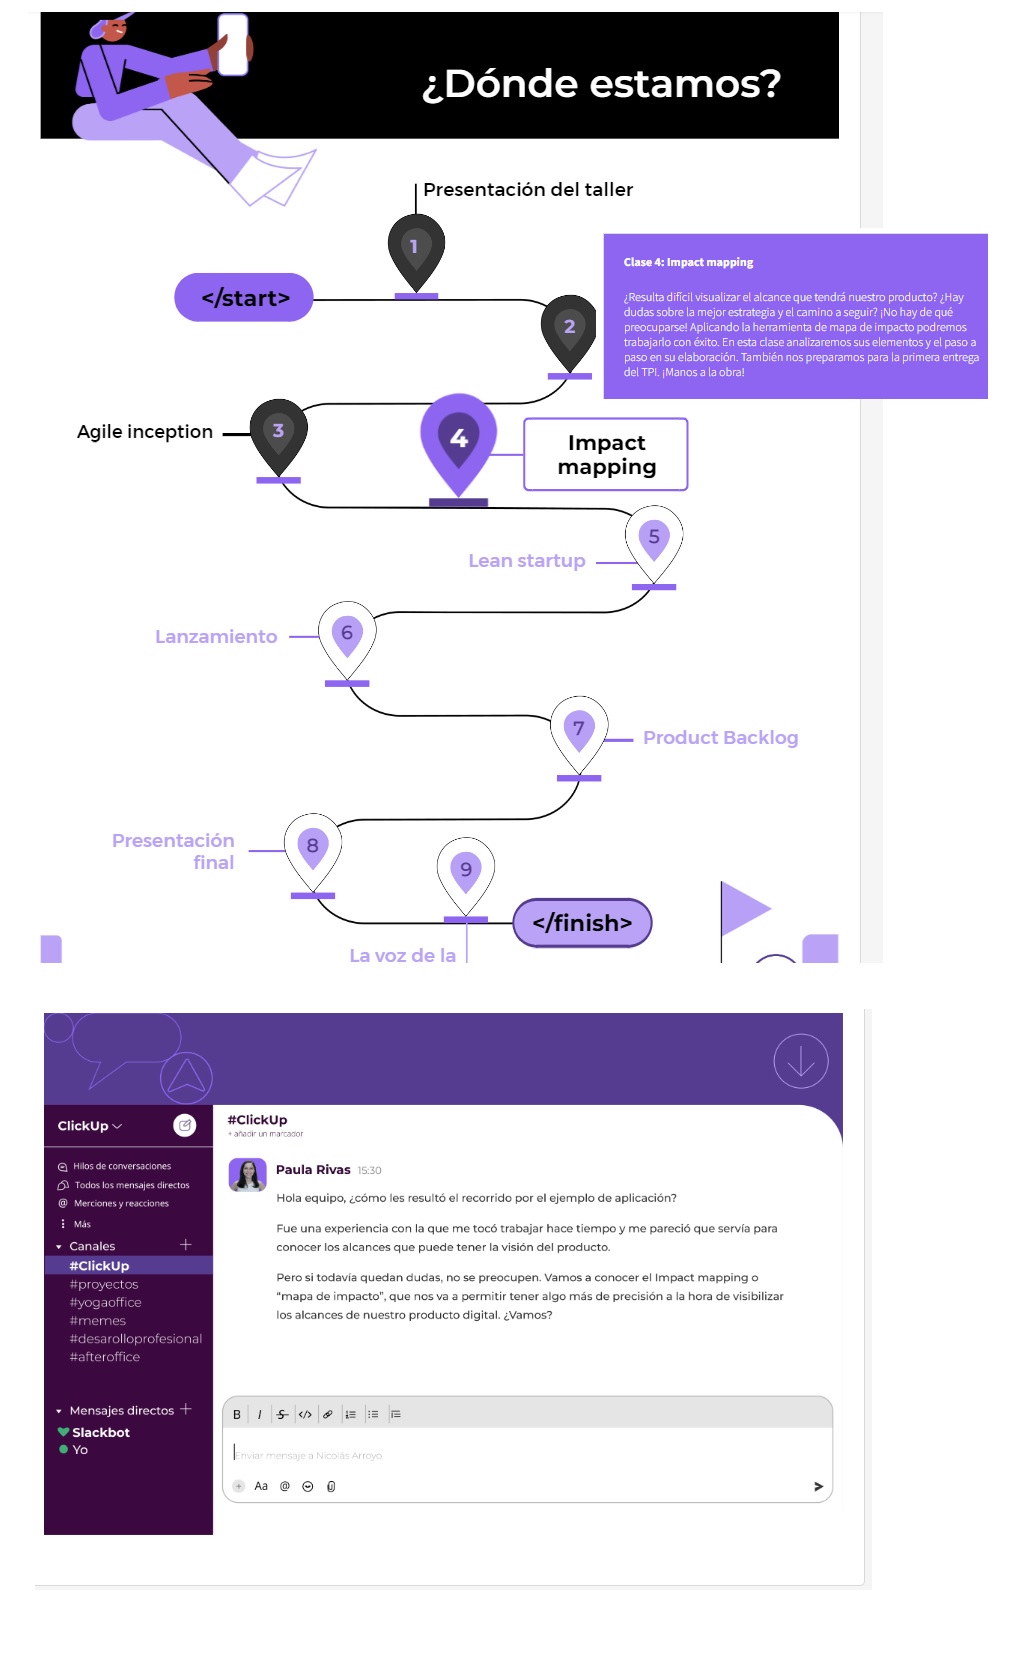 ¿Dónde estamos?
Presentación del taller
1
</start>
2
Clase 4: Impact mapping
¿Resulta difícil visualizar el alcance que tendrá nuestro producto? ¿Hay
dudas sobre la mejor estrategia y el camino a seguir? ¡No hay de qué
preocuparse! Aplicando la herramienta de mapa de impacto podremos
trabajarlo con éxito. En esta clase analizaremos sus elementos y el paso a
paso en su elaboración. También nos preparamos para la primera entrega
del TPI. ¡Manos a la obra!
Agile inception
3
4
Impact
mapping
5
Lean startup
6
Lanzamiento
7
Product Backlog
Presentación
final
8
9
</finish>
La voz de la
ClickUp
Hilos de conversaciones
Todos los mensajes directos
@ Merciones y reacciones
Más
Canales +
#ClickUp
#proyectos
#yogaoffice
#memes
#desarolloprofesional
#afteroffice
Mensajes directos +
Slackbot
Yo
#ClickUp
+ añadir un marcador
Paula Rivas 15:30
Hola equipo, ¿cómo les resultó el recorrido por el ejemplo de aplicación?
Fue una experiencia con la que me tocó trabajar hace tiempo y me pareció que servía para
conocer los alcances que puede tener la visión del producto.
Pero si todavía quedan dudas, no se preocupen. Vamos a conocer el Impact mapping o
“mapa de impacto”, que nos va a permitir tener algo más de precisión a la hora de visibilizar
los alcances de nuestro producto digital. ¿Vamos?
B I S </>
Enviar mensaje a Nicolás Arroyo
+ Aa @